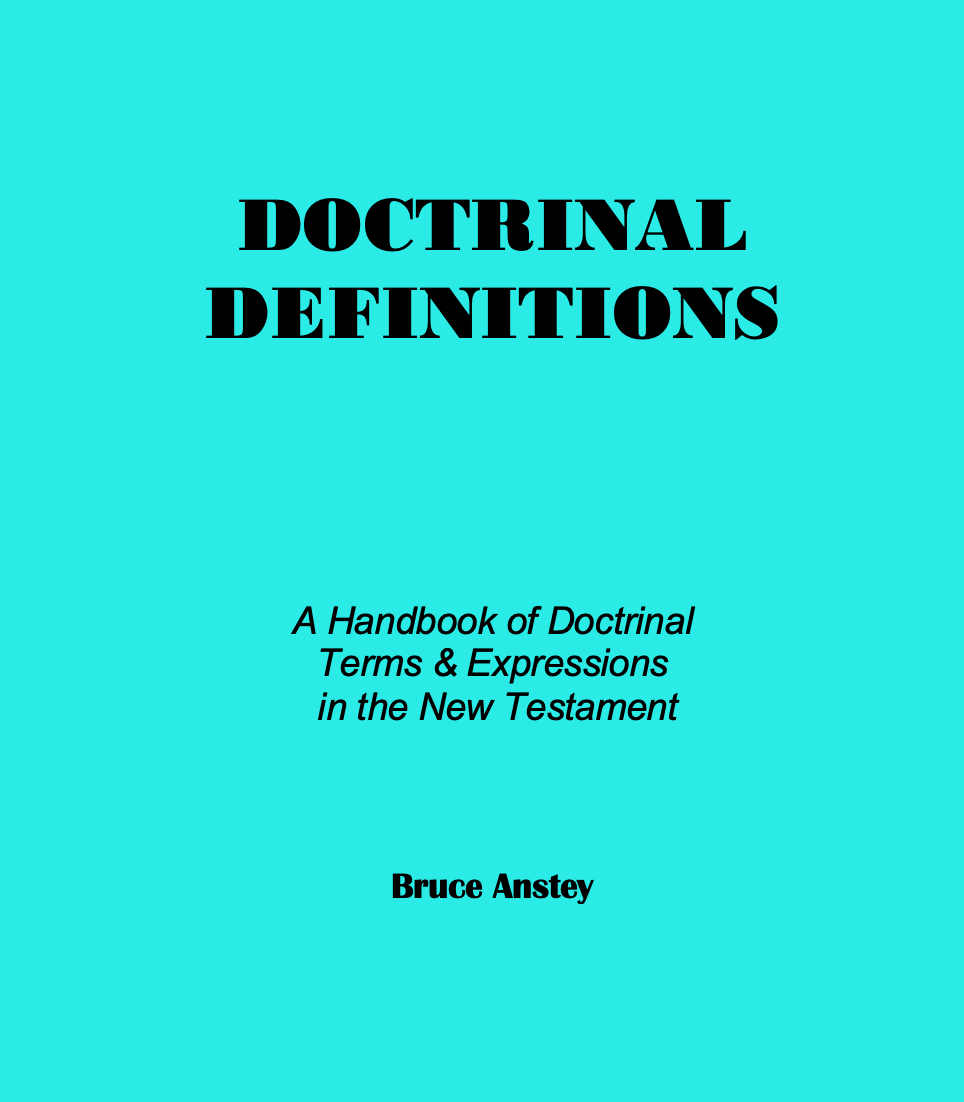 DOCTRINAL
DEFINITIONS
A Handbook of Doctrinal
Terms & Expressions
in the New Testament
Bruce Anstey